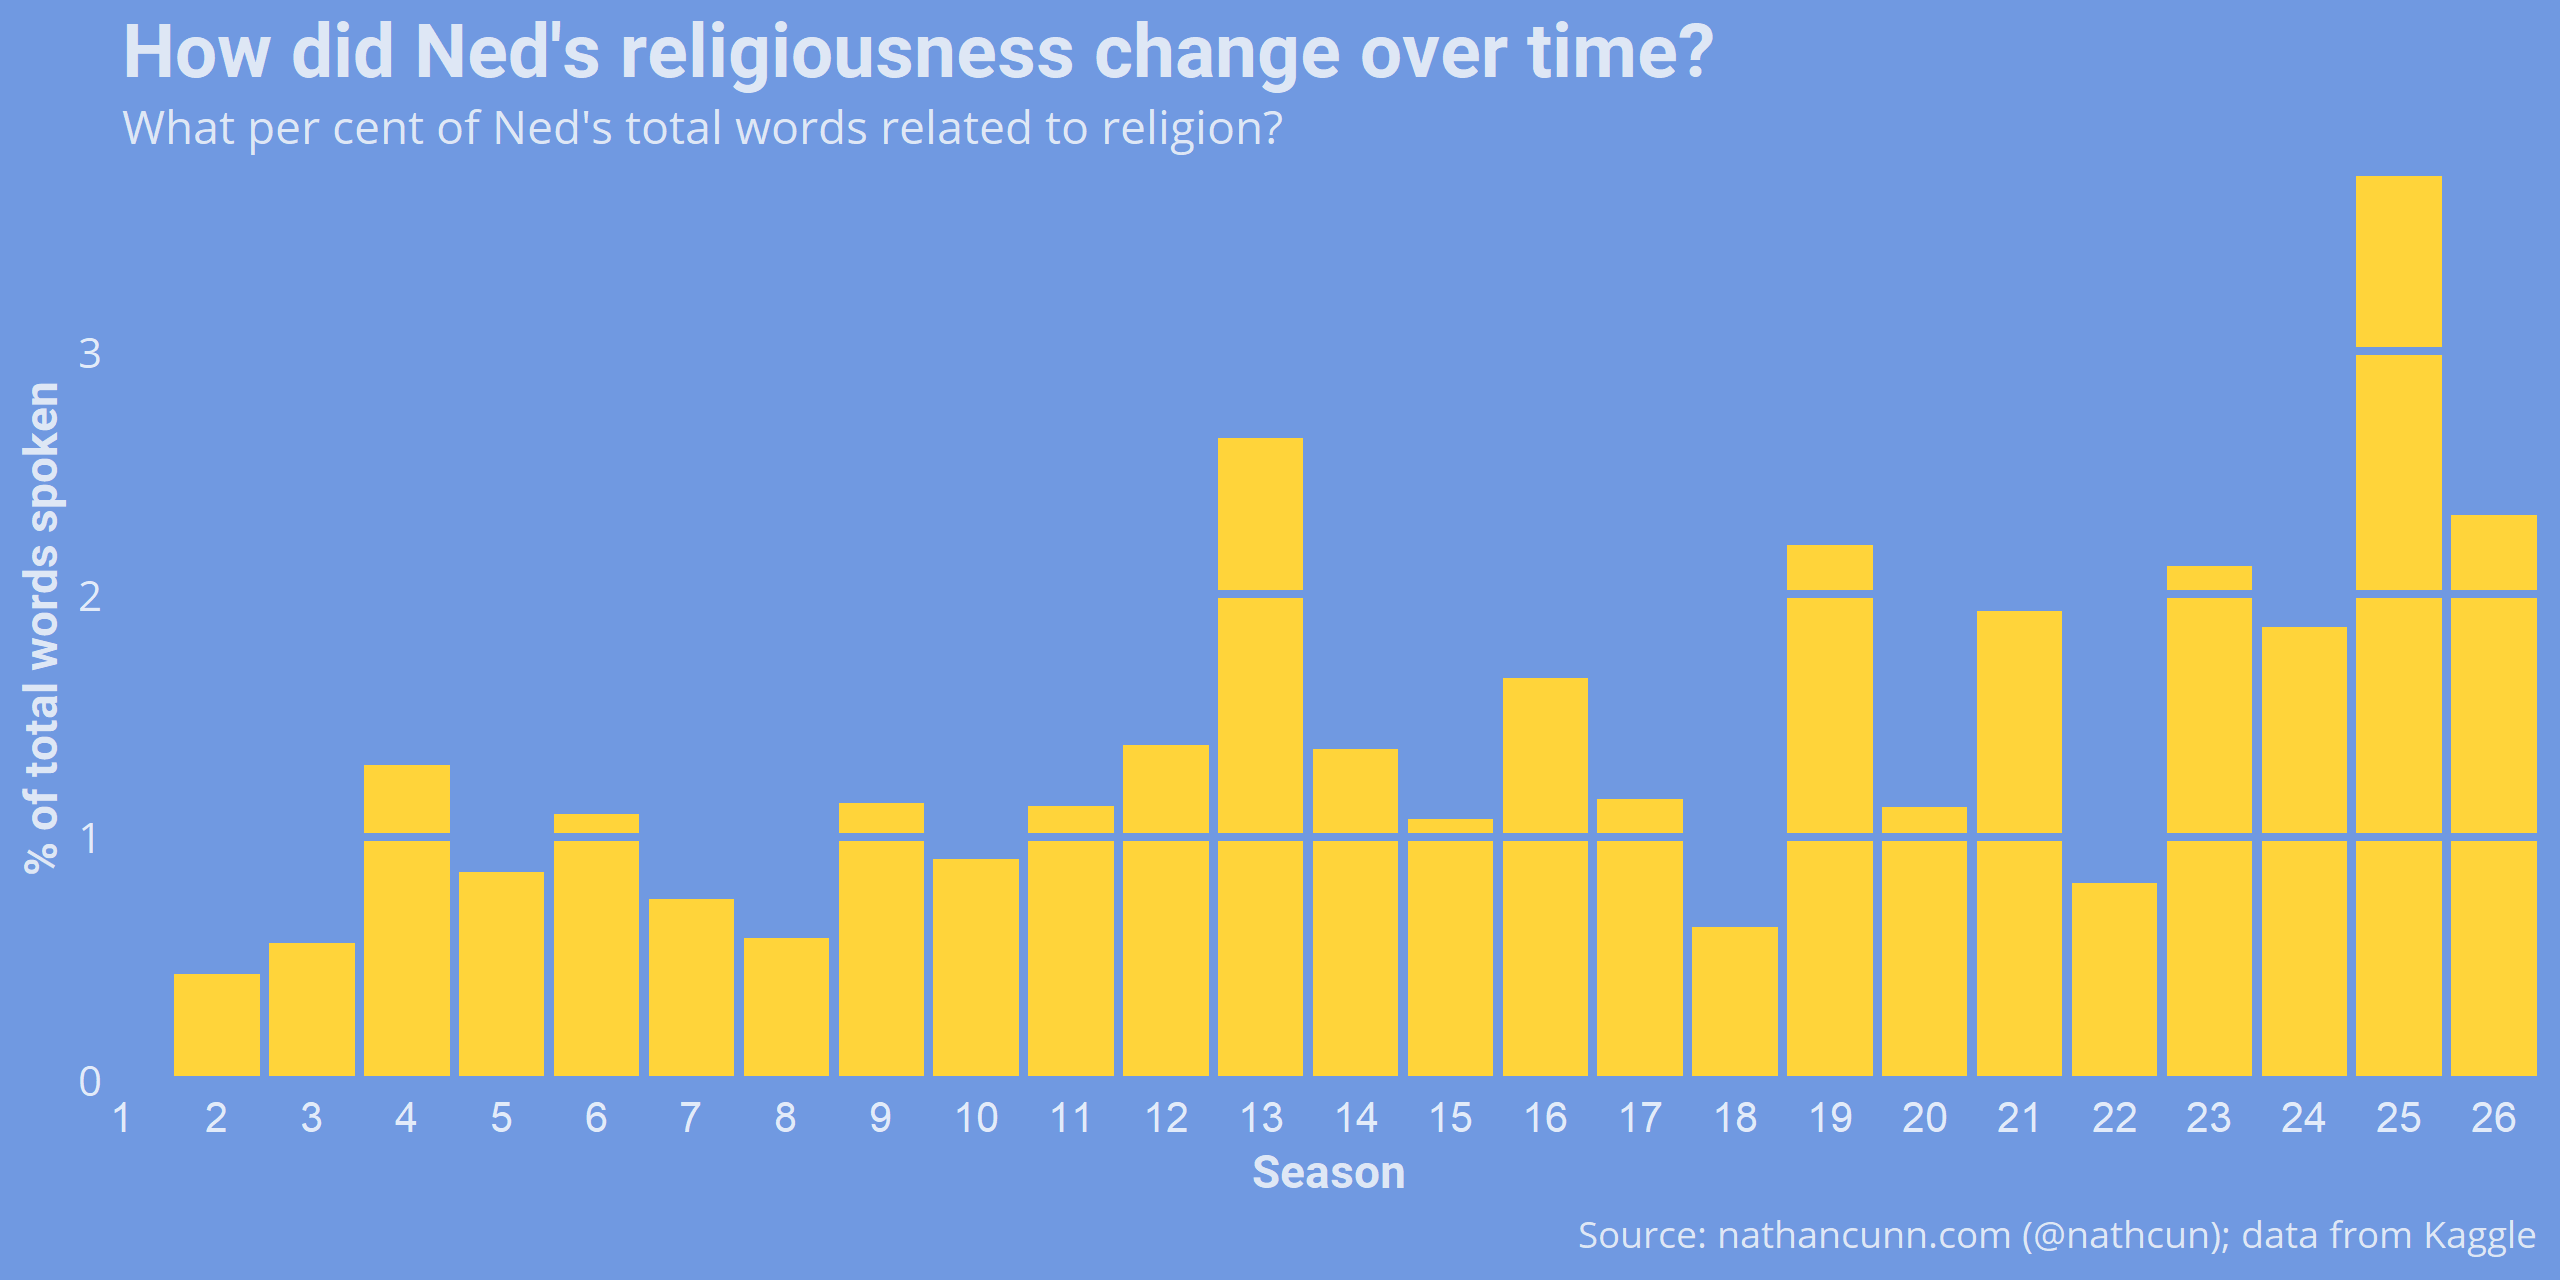 How did Ned's religiousness change over time?
What per cent of Ned's total words related to religion?
% of total words spoken
3
2
1
0
1 2 3 4 5 6 7 8 9 10 11 12 13 14 15 16 17 18 19 20 21 22 23 24 25 26
Season
Source: nathancunn.com (@nathcun); data from Kaggle